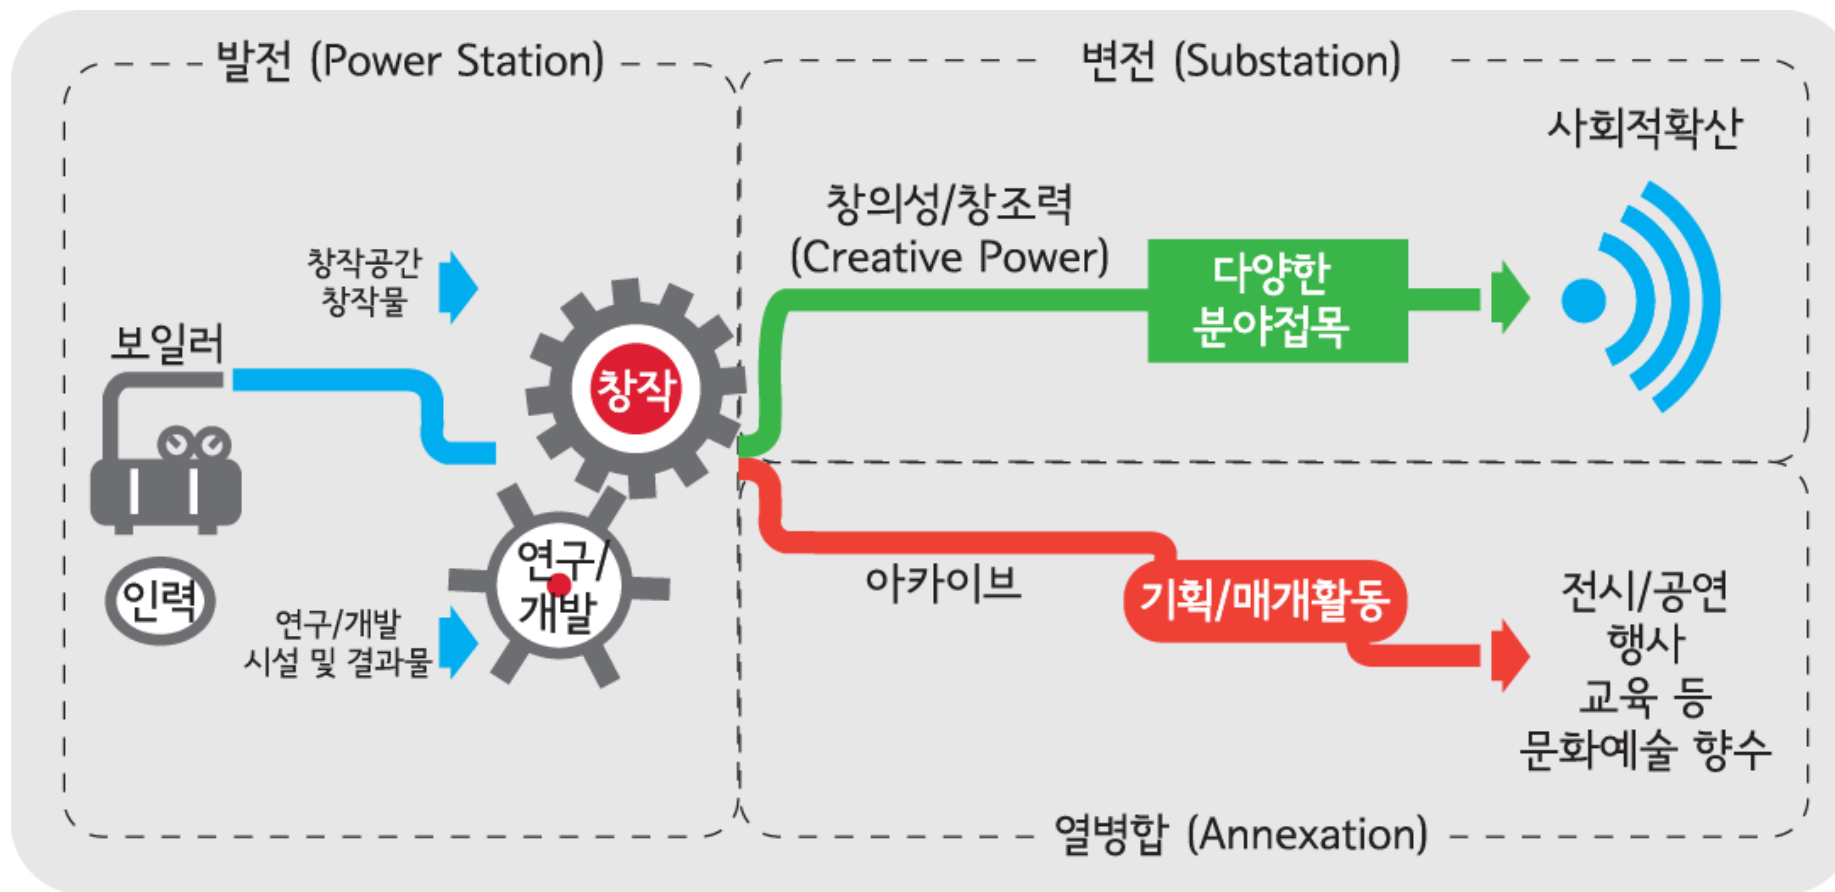 발전 (Power Station)
변전 (Substation)
사회적확산
창의성/창조력
(Creative Power)
다양한
분야접목
창작공간
창작물
보일러
창작
인력
연구/
개발
연구/개발
시설 및 결과물
아카이브
기획/매개활동
전시/공연
행사
교육 등
문화예술 향수
열병합 (Annexation)